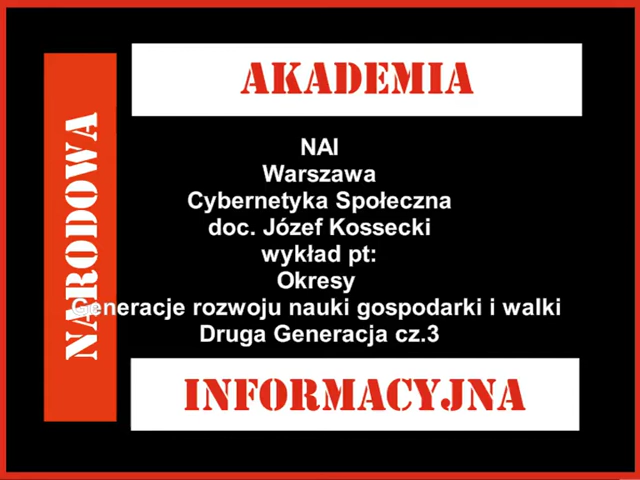 AKADEMIA
NARODOWA
NAI
Warszawa
Cybernetyka Społeczna
doc. Józef Kossecki
wykład pt:
Okresy
Generacje rozwoju nauki gospodarki i walki
Druga Generacja cz.3
INFORMACYJNA